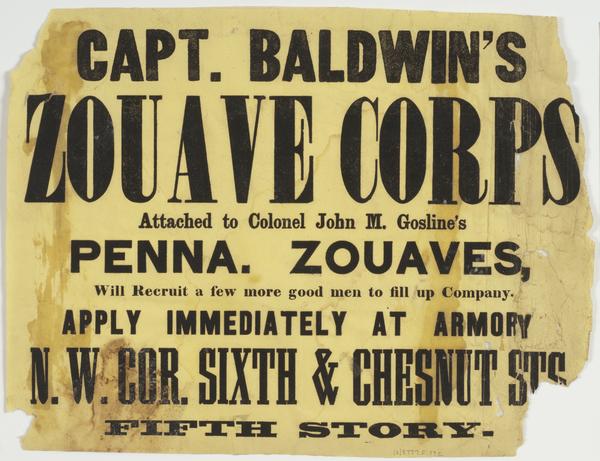 CAPT. BALDWIN'S
ZOUAVE CORPS
Attached to Colonel John M. Gosline's
PENNA. ZOUAVES,
Will Recruit a few more good men to fill up Company.
APPLY IMMEDIATELY AT ARMORY
N. W. COR. SIXTH & CHESNUT STS
FIFTH STORY.